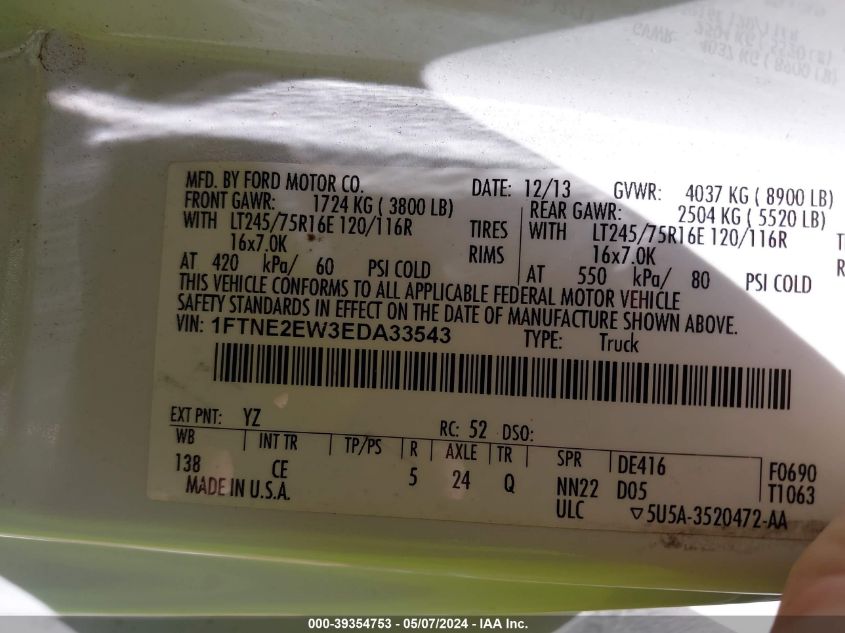 MFD. BY FORD MOTOR CO. DATE: 12/13 GVWR: 4037 KG ( 8900 LB)
FRONT GAWR: 1724 KG ( 3800 LB) REAR GAWR: 2504 KG ( 5520 LB)
WITH LT245/75R16E 120/116R TIRES WITH LT245/75R16E 120/116R
16x7.0K RIMS 16x7.0K
AT 420 kPa/ 60 PSI COLD AT 550 kPa/ 80 PSI COLD
THIS VEHICLE CONFORMS TO ALL APPLICABLE FEDERAL MOTOR VEHICLE
SAFETY STANDARDS IN EFFECT ON THE DATE OF MANUFACTURE SHOWN ABOVE.
VIN: 1FTNE2EW3EDA33543 TYPE: Truck
EXT PNT: YZ RC: 52 DSO:
WB INT TR TP/PS R AXLE TR SPR DE416 F0690
138 CE 5 24 Q NN22 D05 T1063
MADE IN U.S.A. ULC ▽5U5A-3520472-AA
000-39354753 - 05/07/2024 - IAA Inc.